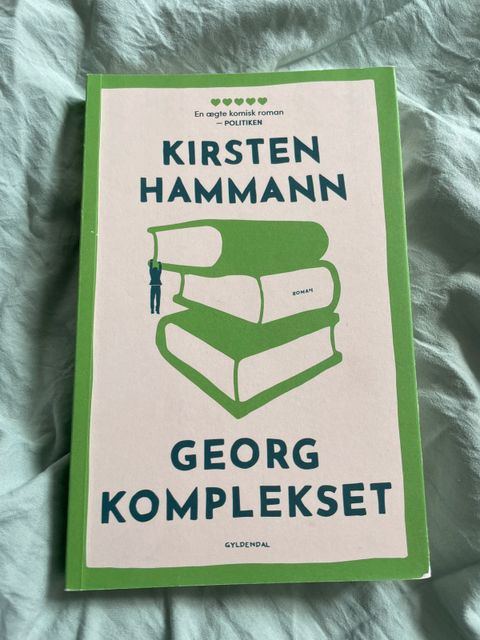 En ægte komisk roman
— POLITIKEN
KIRSTEN
HAMMANN
ROMAN
GEORG
KOMPLEKSET
GYLDENDAL